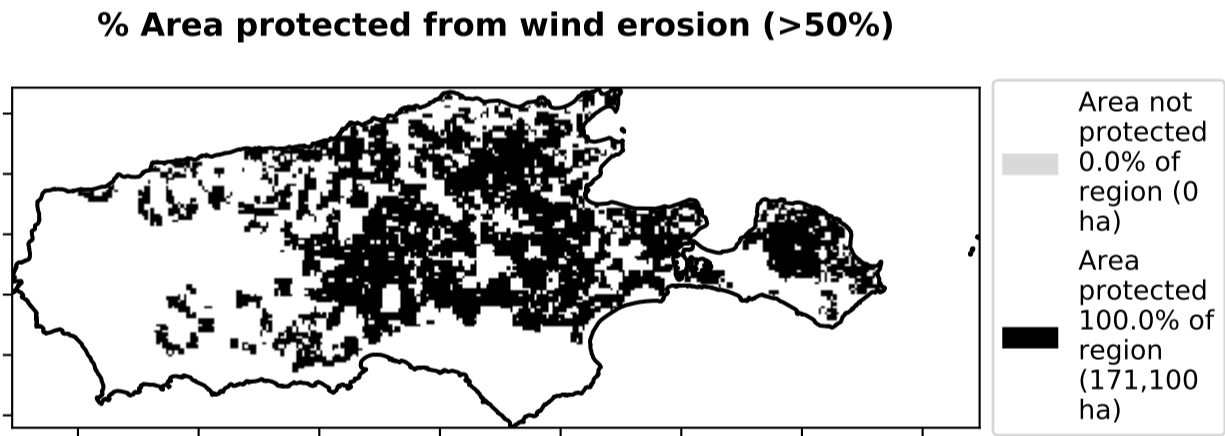 % Area protected from wind erosion (>50%)
Area not
protected
0.0% of
region (0
ha)
Area
protected
100.0% of
region
(171,100
ha)